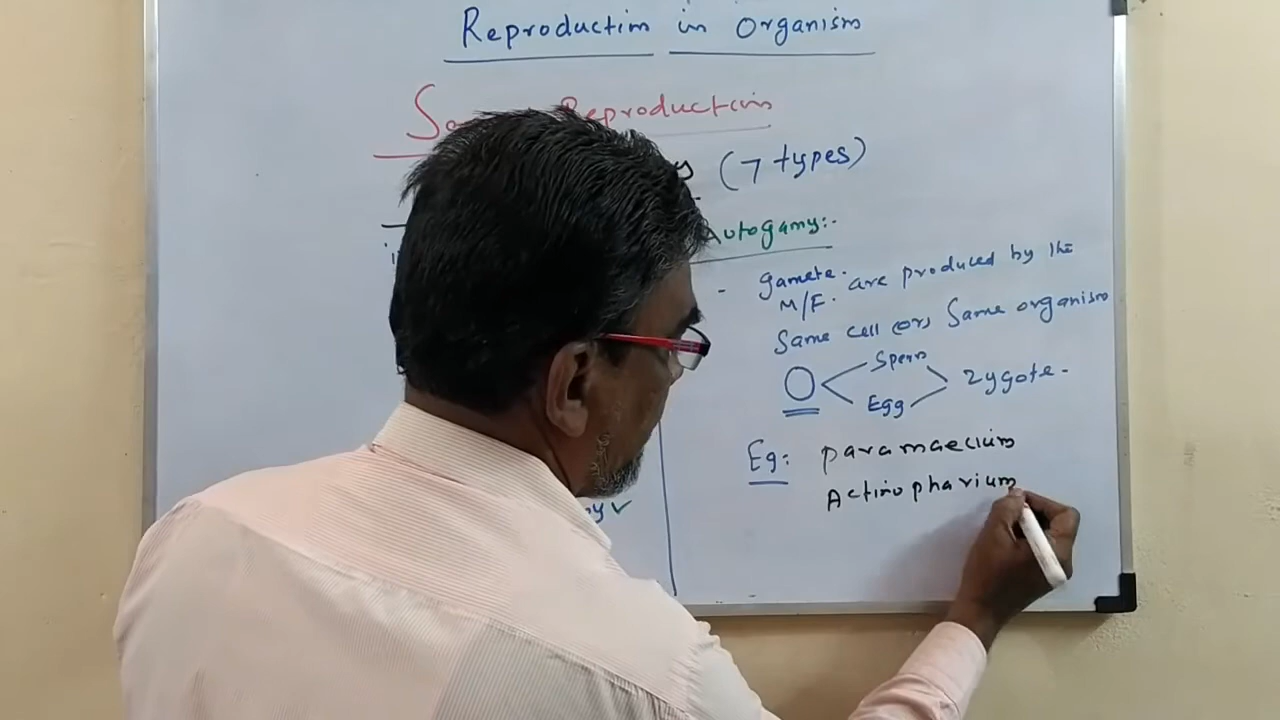 Reproduction in Organism
Reproduction
(7 types)
Autogamy:-
- gamete.
M/F. are produced by the
Same cell (or) Same organism
Sperm
Egg
Zygote.
Eg: paramaecium
Actinopharium